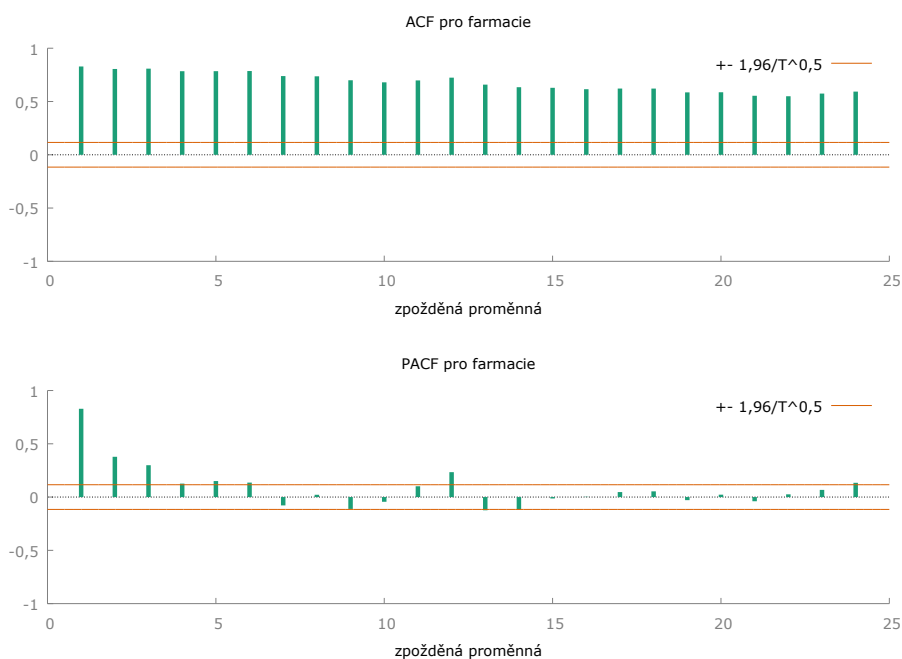 ACF pro farmacie
+- 1,96/T^0,5
1
0,5
0
-0,5
-1
0 5 10 15 20 25
zpožděná proměnná
PACF pro farmacie
+- 1,96/T^0,5
1
0,5
0
-0,5
-1
0 5 10 15 20 25
zpožděná proměnná